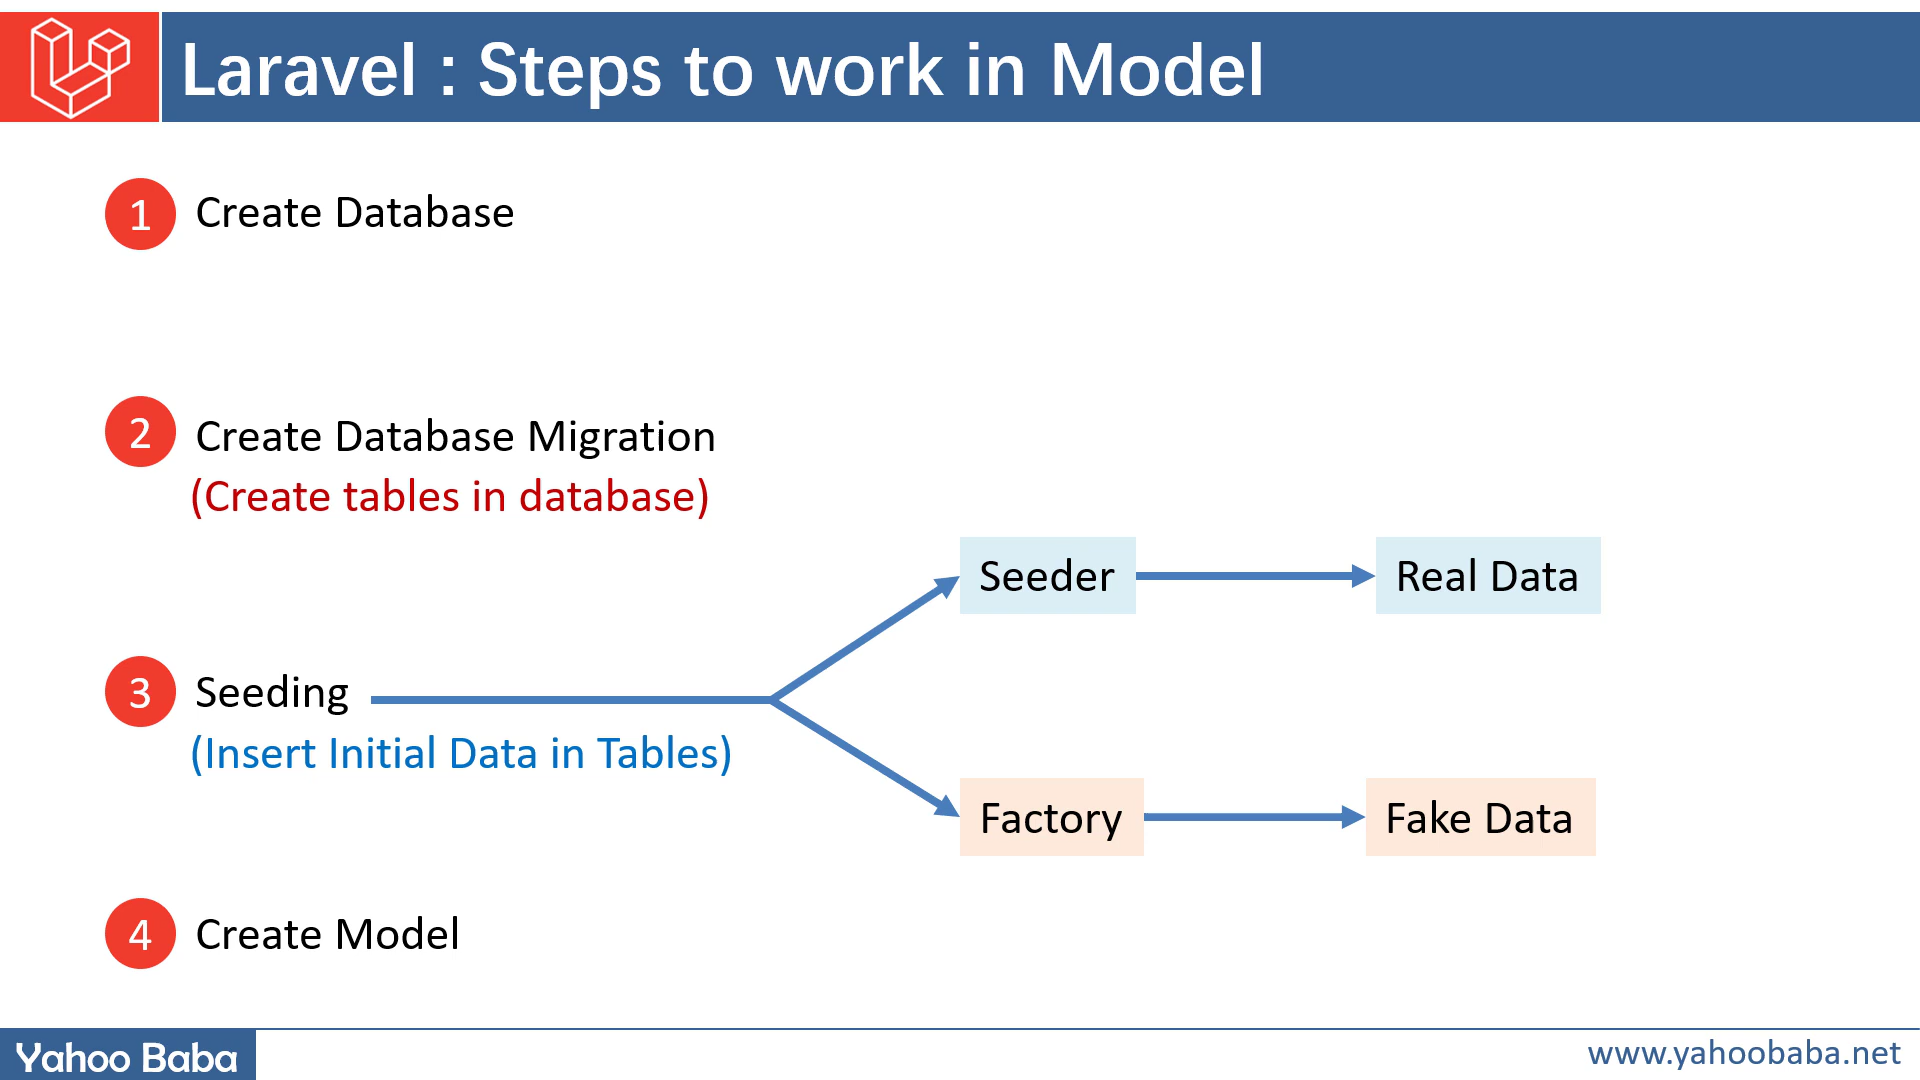 Laravel : Steps to work in Model
1 Create Database
2 Create Database Migration
(Create tables in database)
Seeder
Real Data
3 Seeding
(Insert Initial Data in Tables)
Factory
Fake Data
4 Create Model
Yahoo Baba
www.yahoobaba.net